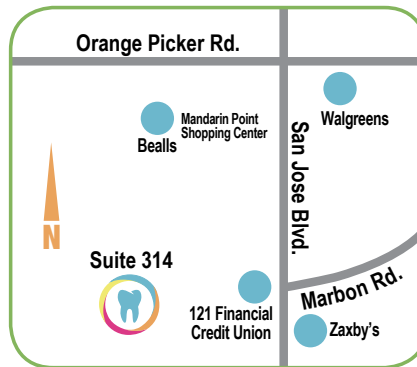 Orange Picker Rd.
Walgreens
Mandarin Point
Shopping Center
Bealls
San Jose Blvd.
N
Suite 314
Marbon Rd.
121 Financial
Credit Union
Zaxby's